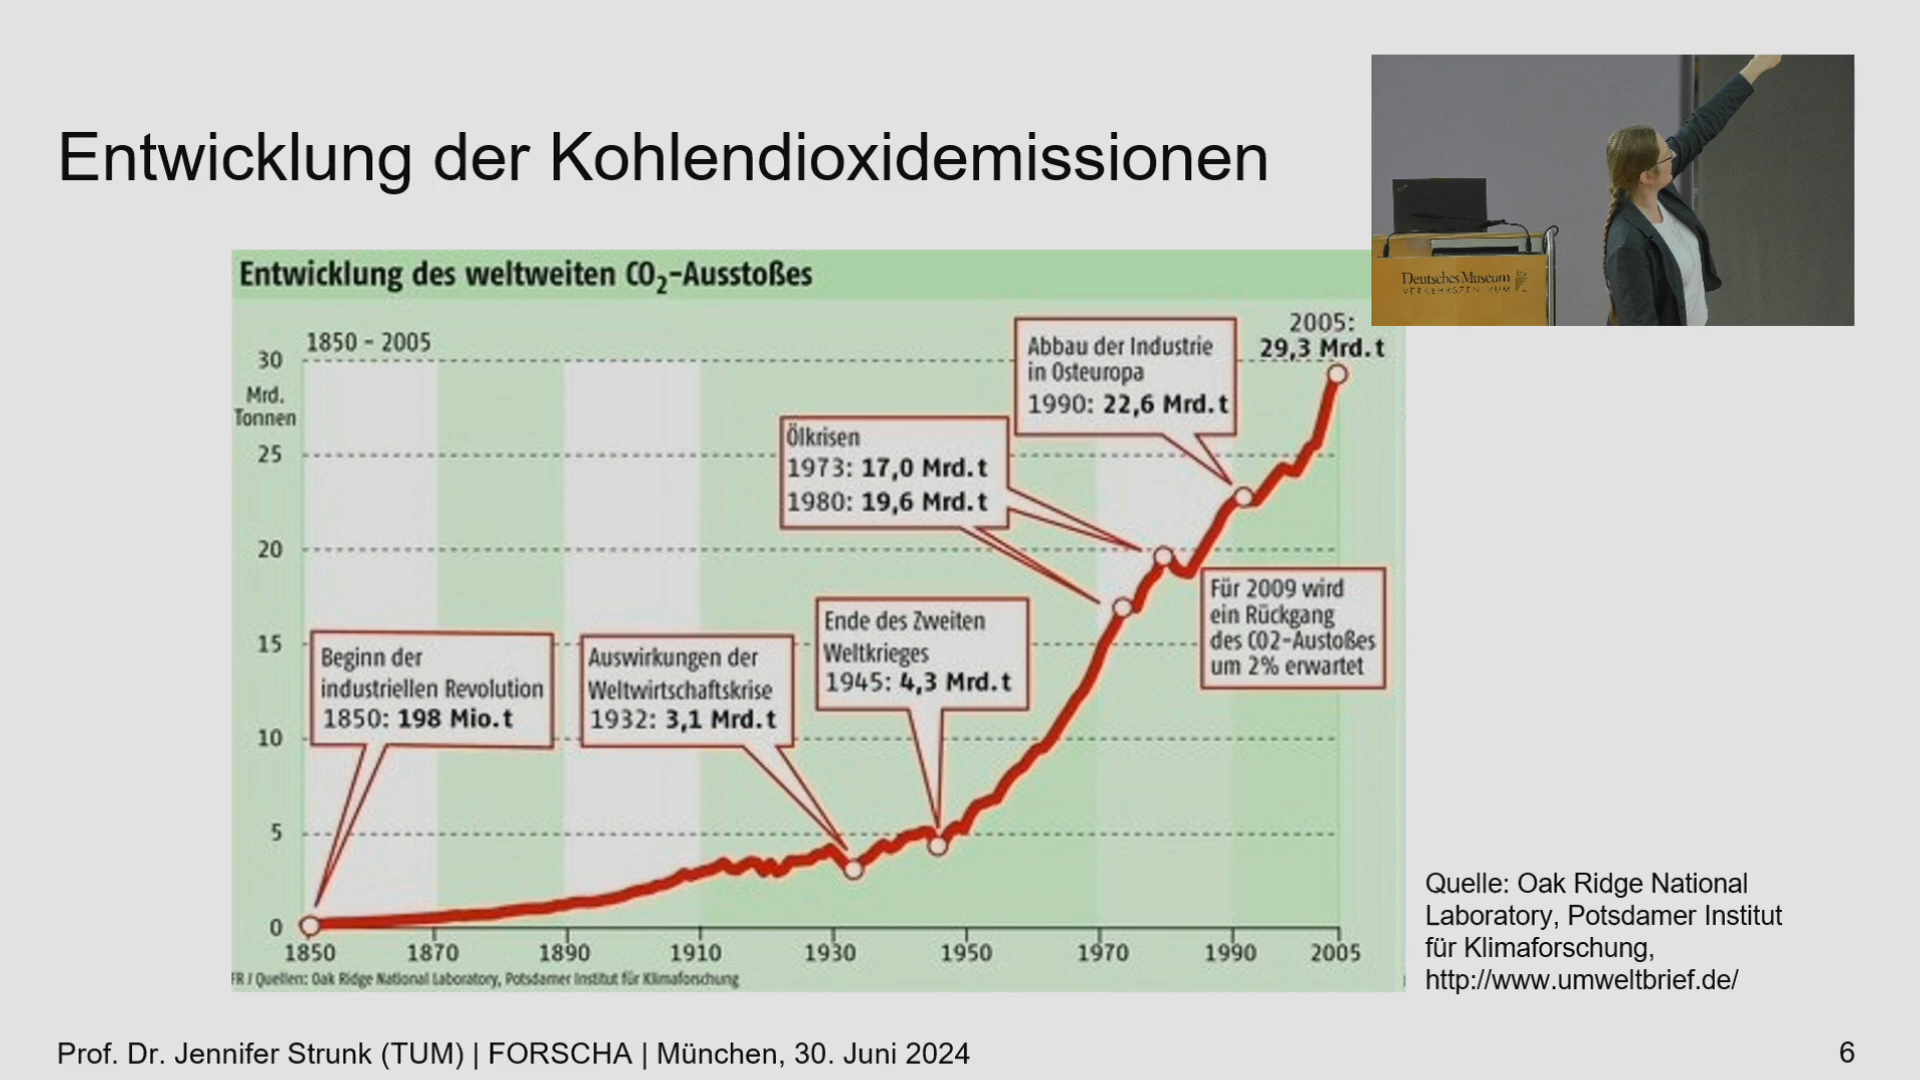 Entwicklung der Kohlendioxidemissionen
Deutsches Museum
VERKEHRSZENTRUM
Entwicklung des weltweiten CO₂-Ausstoßes
1850 - 2005
30
Mrd.
Tonnen
25
20
15
10
5
0
Beginn der
industriellen Revolution
1850: 198 Mio.t
Auswirkungen der
Weltwirtschaftskrise
1932: 3,1 Mrd.t
Ende des Zweiten
Weltkrieges
1945: 4,3 Mrd.t
Ölkrisen
1973: 17,0 Mrd.t
1980: 19,6 Mrd.t
Abbau der Industrie
in Osteuropa
1990: 22,6 Mrd.t
2005:
29,3 Mrd.t
Für 2009 wird
ein Rückgang
des CO2-Austoßes
um 2% erwartet
1850 1870 1890 1910 1930 1950 1970 1990 2005
FR / Quellen: Oak Ridge National Laboratory, Potsdamer Institut für Klimaforschung
Quelle: Oak Ridge National
Laboratory, Potsdamer Institut
für Klimaforschung,
http://www.umweltbrief.de/
Prof. Dr. Jennifer Strunk (TUM) | FORSCHA | München, 30. Juni 2024
6